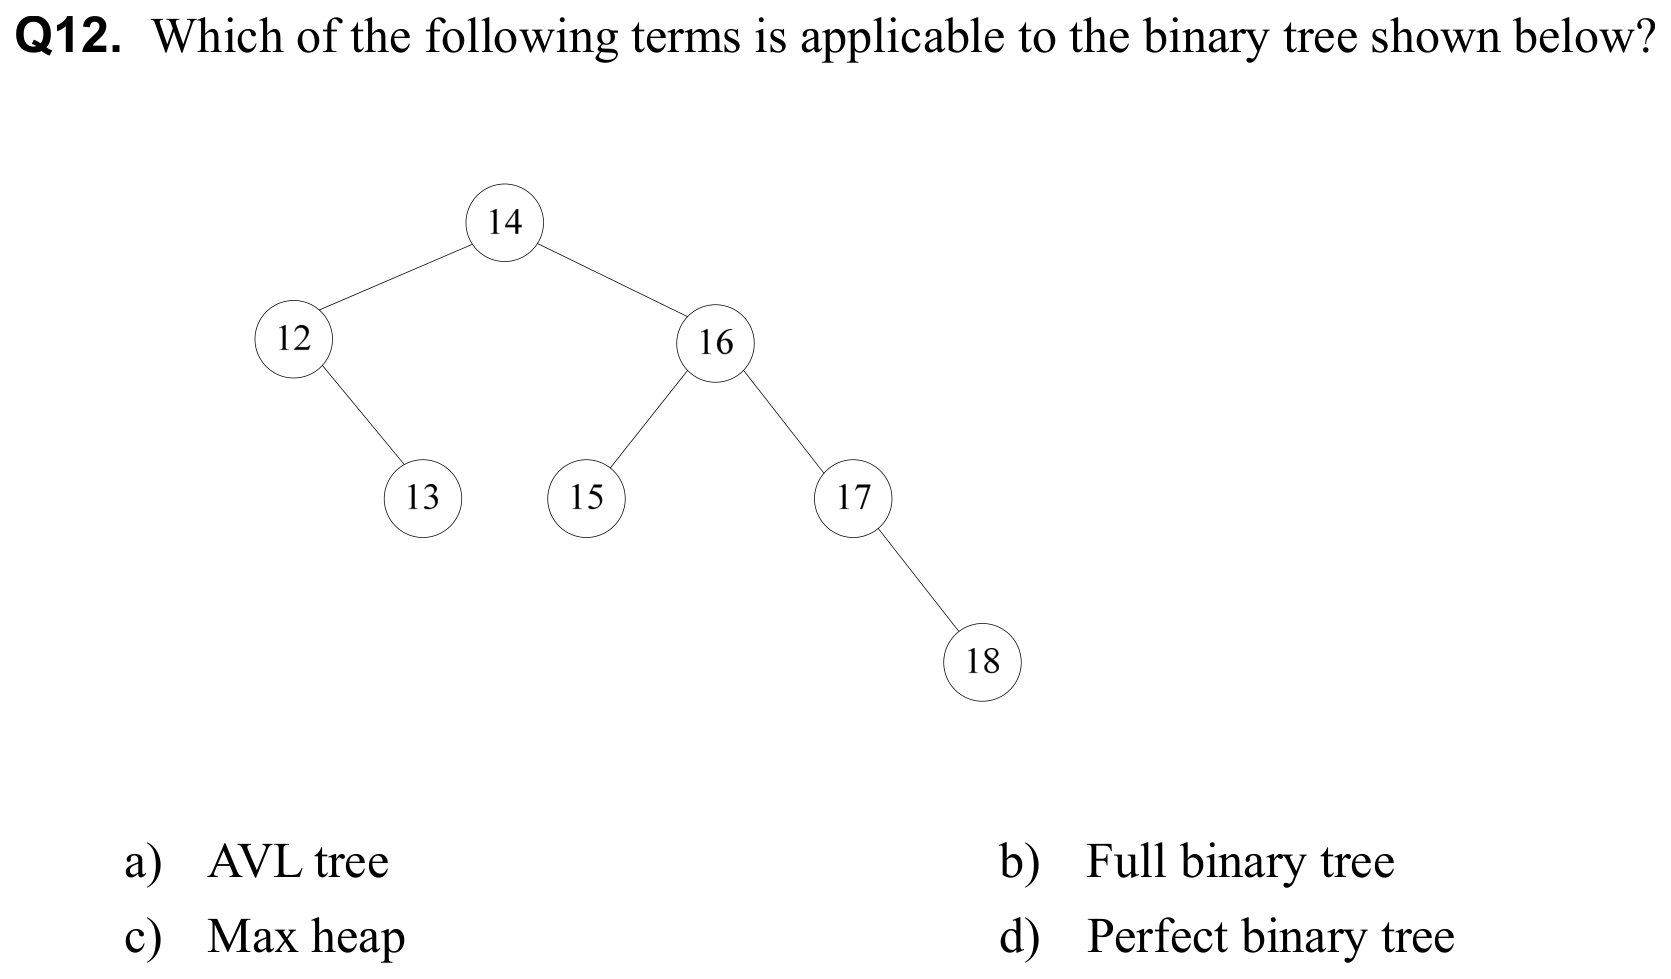 Q12. Which of the following terms is applicable to the binary tree shown below?
14
12
16
13 15 17
18
a) AVL tree b) Full binary tree
c) Max heap d) Perfect binary tree